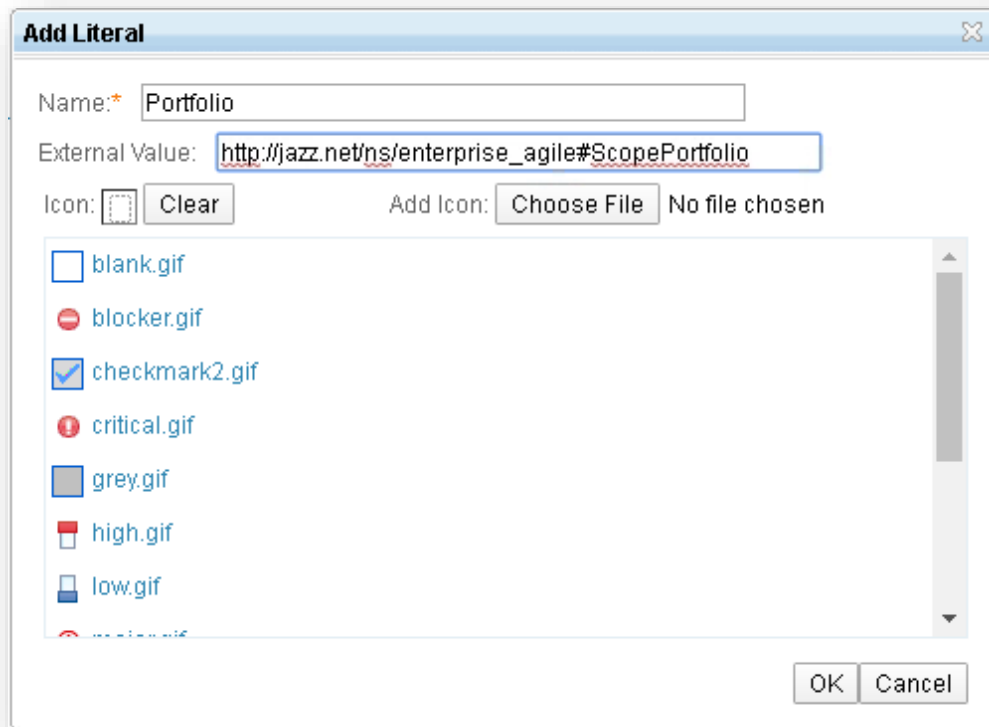 Add Literal
Name:* Portfolio
External Value: http://jazz.net/ns/enterprise_agile#ScopePortfolio
Icon: Clear Add Icon: Choose File No file chosen
blank.gif
blocker.gif
checkmark2.gif
critical.gif
grey.gif
high.gif
low.gif
OK Cancel